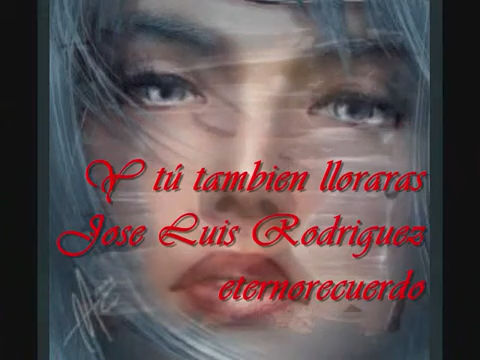 Y tú tambien lloraras
Jose Luis Rodriguez
eternorecuerdo